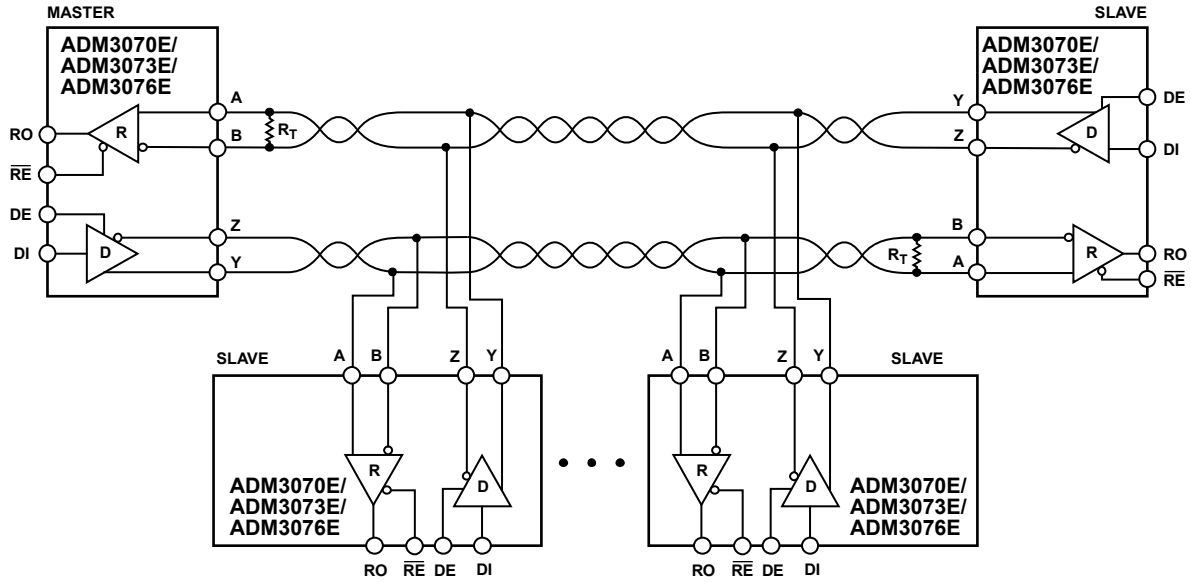 MASTER
ADM3070E/
ADM3073E/
ADM3076E
RO
RE
DE
DI
R
D
A
B
Z
Y
RT
SLAVE
ADM3070E/
ADM3073E/
ADM3076E
Y
Z
B
A
RT
D
R
DE
DI
RO
RE
SLAVE
A
B
Z
Y
R
D
ADM3070E/
ADM3073E/
ADM3076E
RO
RE
DE
DI
SLAVE
A
B
Z
Y
R
D
ADM3070E/
ADM3073E/
ADM3076E
RO
RE
DE
DI